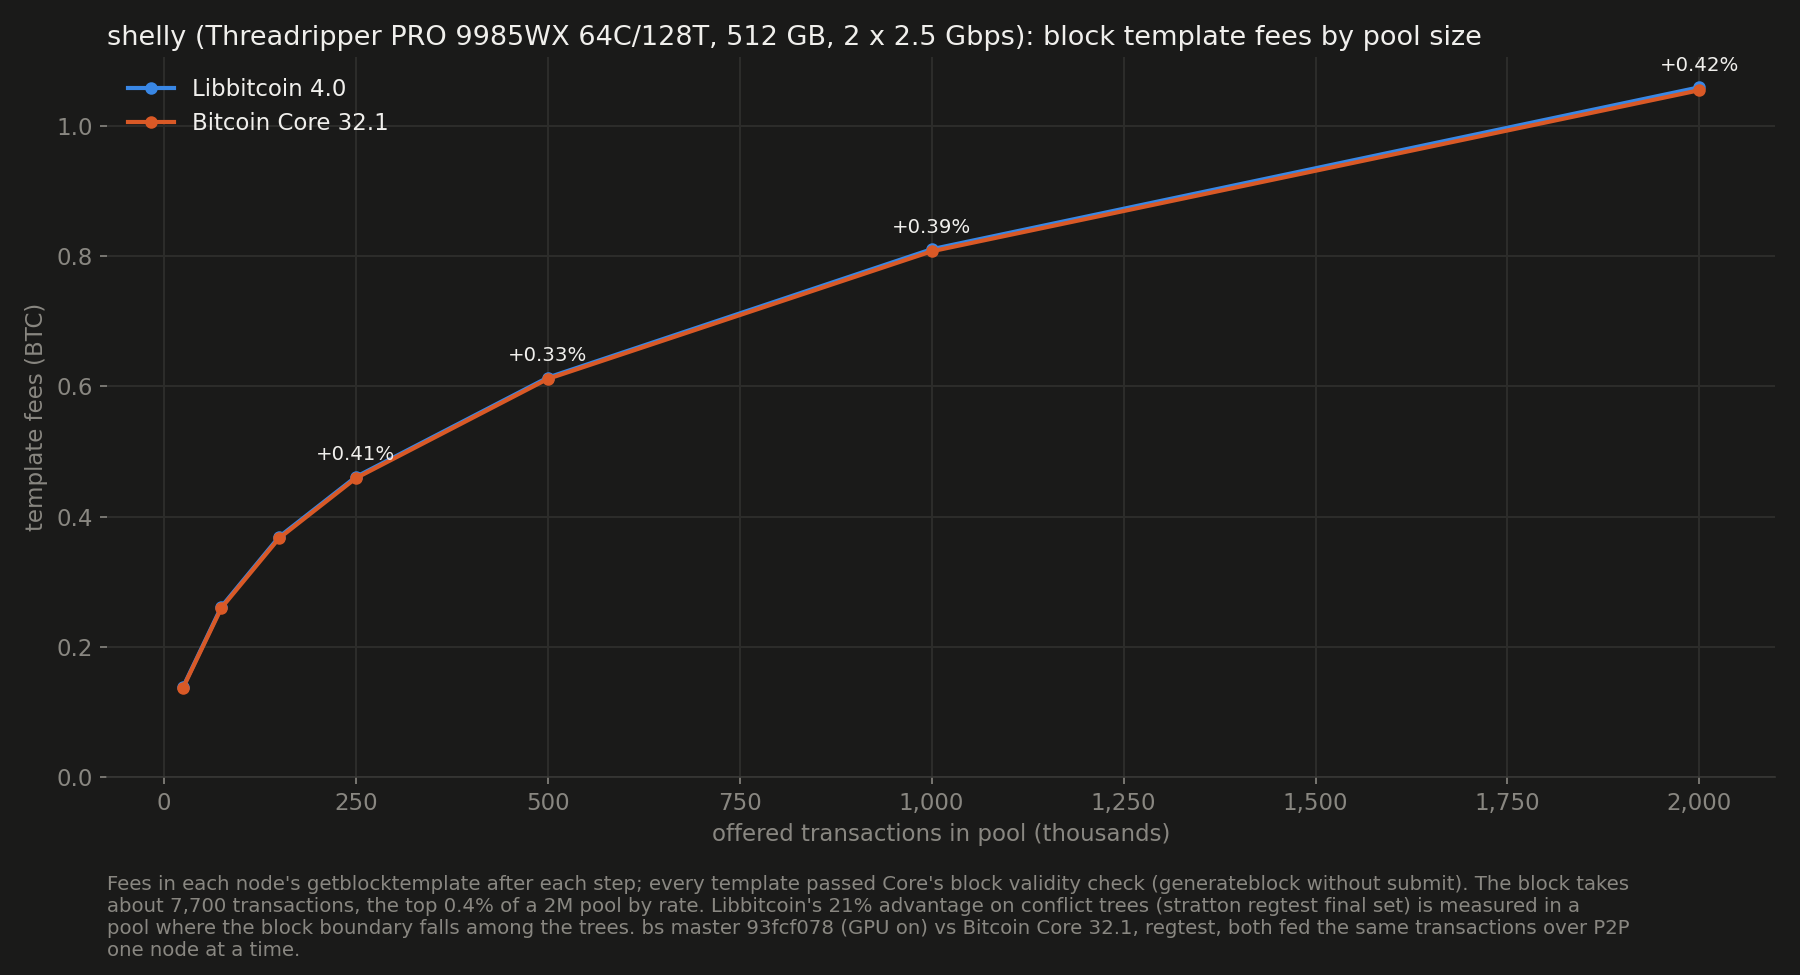 shelly (Threadripper PRO 9985WX 64C/128T, 512 GB, 2 x 2.5 Gbps): block template fees by pool size
Libbitcoin 4.0
Bitcoin Core 32.1
+0.42%
+0.39%
+0.33%
+0.41%
template fees (BTC)
1.0
0.8
0.6
0.4
0.2
0.0
0
250
500
750
1,000
1,250
1,500
1,750
2,000
offered transactions in pool (thousands)
Fees in each node's getblocktemplate after each step; every template passed Core's block validity check (generateblock without submit). The block takes
about 7,700 transactions, the top 0.4% of a 2M pool by rate. Libbitcoin's 21% advantage on conflict trees (stratton regtest final set) is measured in a
pool where the block boundary falls among the trees. bs master 93fcf078 (GPU on) vs Bitcoin Core 32.1, regtest, both fed the same transactions over P2P
one node at a time.